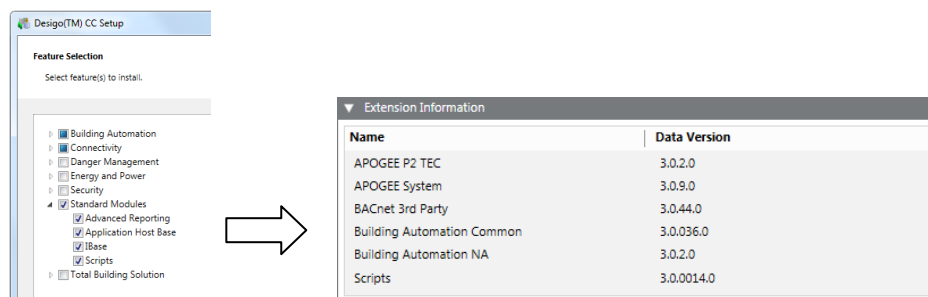 Desigo(TM) CC Setup
Feature Selection
Select feature(s) to install.
Building Automation
Connectivity
Danger Management
Energy and Power
Security
Standard Modules
Advanced Reporting
Application Host Base
IBase
Scripts
Total Building Solution
Extension Information
Name Data Version
APOGEE P2 TEC 3.0.2.0
APOGEE System 3.0.9.0
BACnet 3rd Party 3.0.44.0
Building Automation Common 3.0.036.0
Building Automation NA 3.0.2.0
Scripts 3.0.0014.0